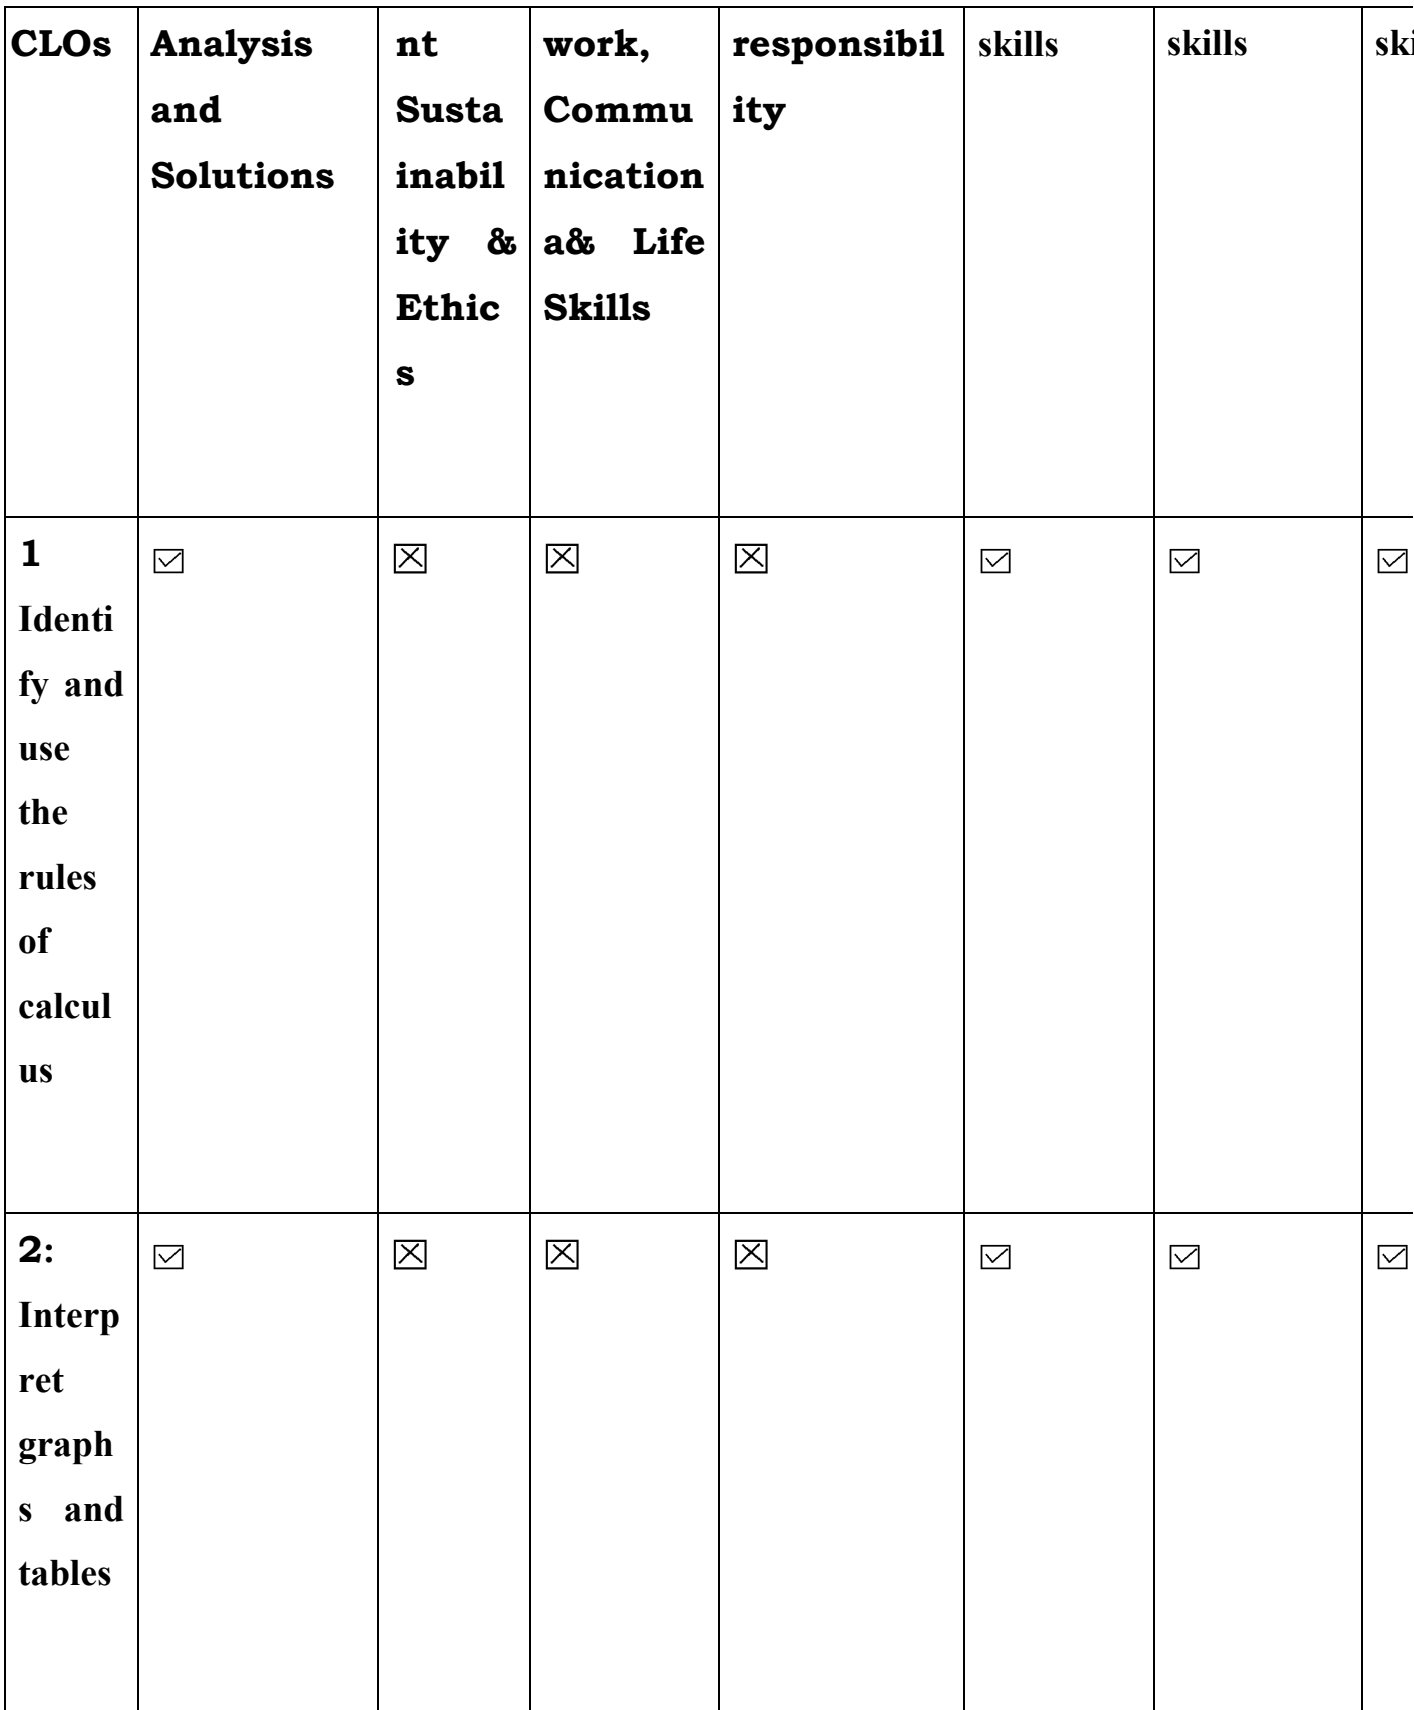 CLOs
Analysis
and
Solutions
nt
Susta
inabil
ity &
Ethic
s
work,
Commu
nication
a& Life
Skills
responsibil
ity
skills
skills
ski
1
Identi
fy and
use
the
rules
of
calcul
us
☑
☒
☒
☒
☑
☑
☑
2:
Interp
ret
graph
s and
tables
☑
☒
☒
☒
☑
☑
☑